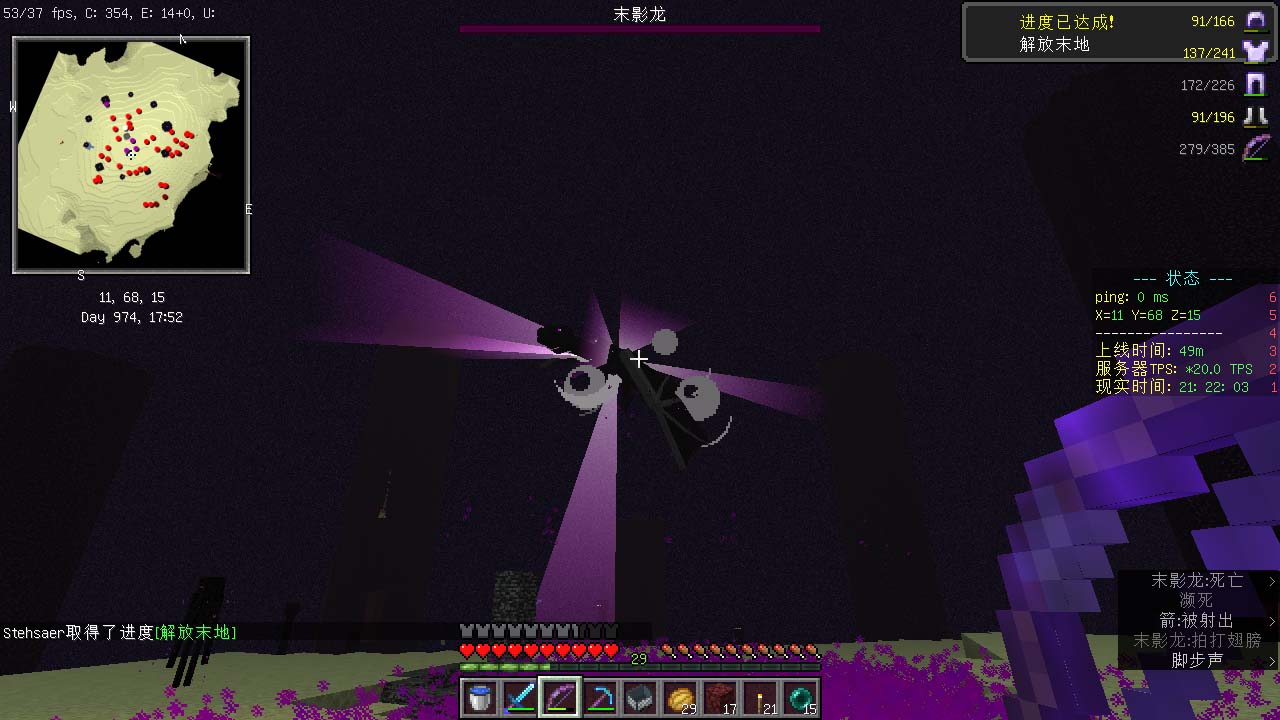 53/37 fps, C: 354, E: 14+0, U:
末影龙
进度已达成!
解放末地
91/166
137/241
172/226
91/196
279/385
N
W
E
S
11, 68, 15
Day 974, 17:52
--- 状态 ---
ping: 0 ms 6
X=11 Y=68 Z=15 5
---------------- 4
上线时间: 49m 3
服务器TPS: *20.0 TPS 2
现实时间: 21: 22: 03 1
末影龙:死亡 >
濒死
箭:被射出 >
末影龙:拍打翅膀
脚步声 >
Stehsaer取得了进度[解放末地]
29
29
17
21
15